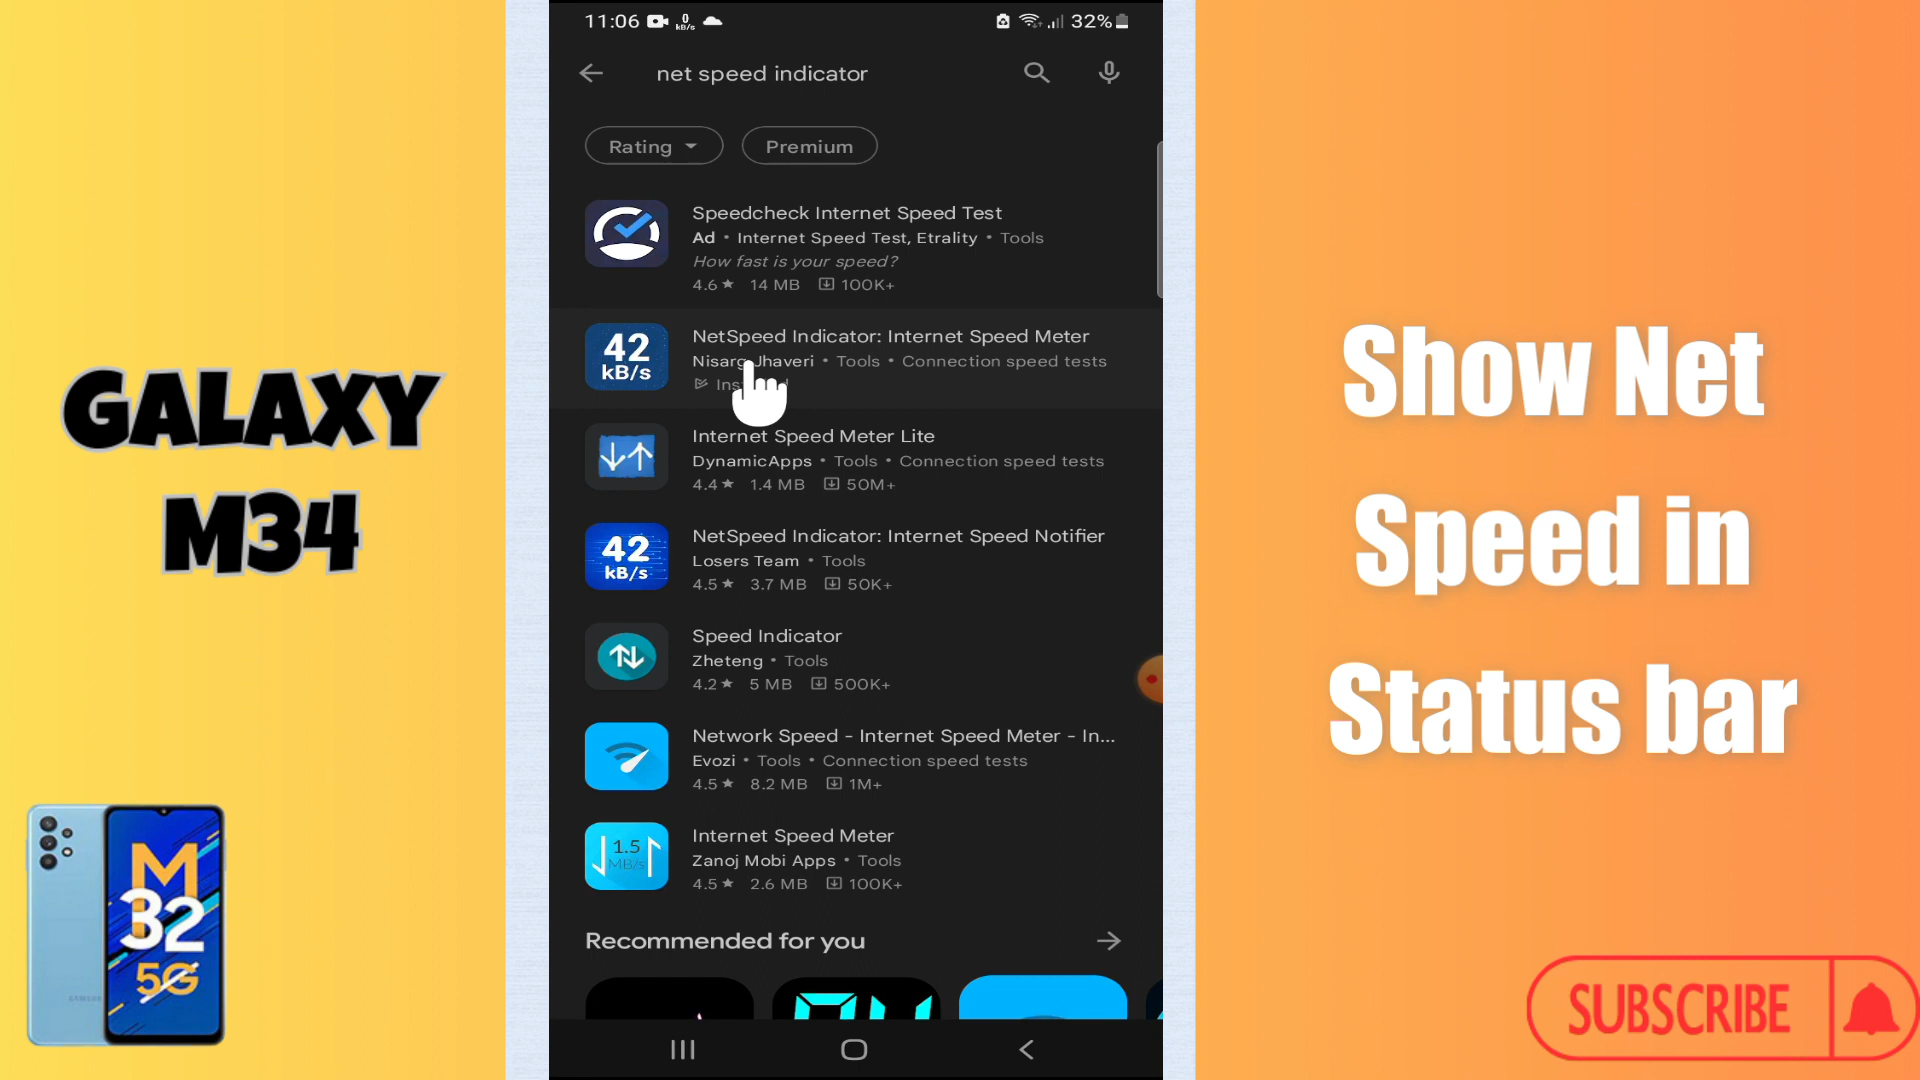 GALAXY
M34
M
32
5G
SAMSUNG
11:06 0 kB/s 32%
net speed indicator
Rating Premium
Speedcheck Internet Speed Test
Ad • Internet Speed Test, Etrality • Tools
How fast is your speed?
4.6★ 14 MB 100K+
42
kB/s
NetSpeed Indicator: Internet Speed Meter
Nisarg Jhaveri • Tools • Connection speed tests
Internet Speed Meter Lite
DynamicApps • Tools • Connection speed tests
4.4★ 1.4 MB 50M+
42
kB/s
NetSpeed Indicator: Internet Speed Notifier
Losers Team • Tools
4.5★ 3.7 MB 50K+
Speed Indicator
Zheteng • Tools
4.2★ 5 MB 500K+
Network Speed - Internet Speed Meter - In...
Evozi • Tools • Connection speed tests
4.5★ 8.2 MB 1M+
1.5
MB/s
Internet Speed Meter
Zanoj Mobi Apps • Tools
4.5★ 2.6 MB 100K+
Recommended for you
Show Net
Speed in
Status bar
SUBSCRIBE